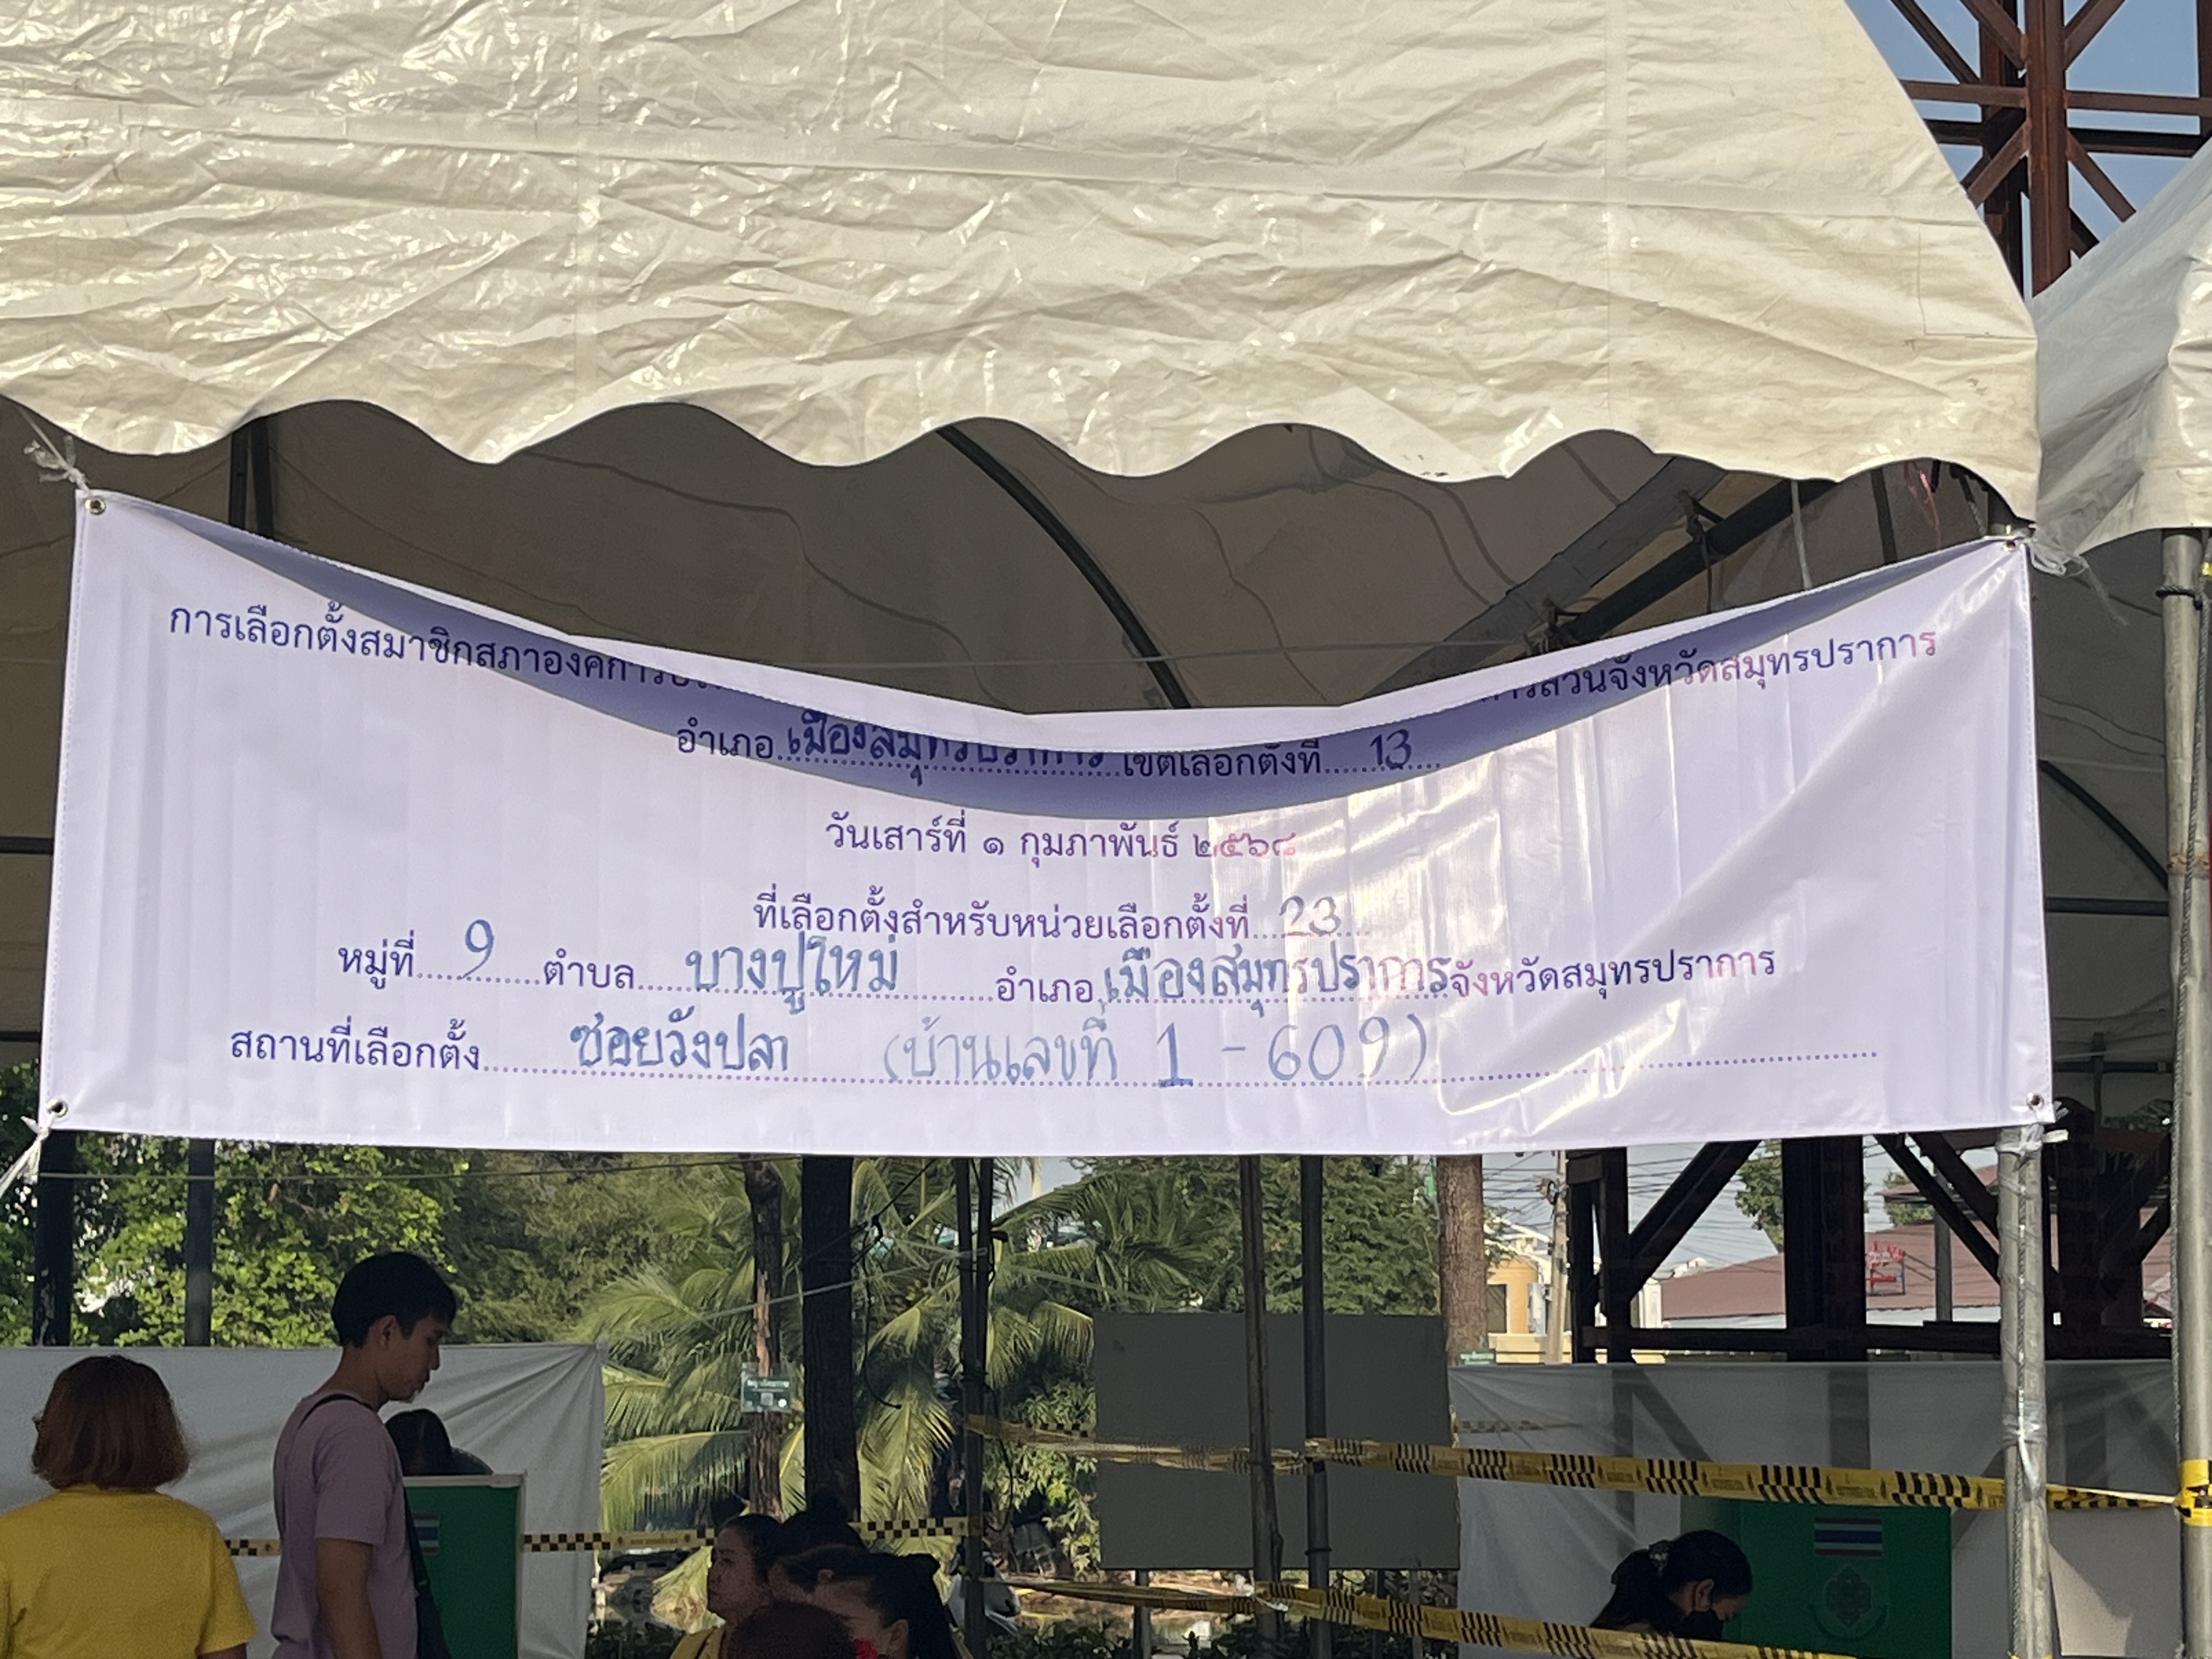 การเลือกตั้งสมาชิกสภาองค์การ ส่วนจังหวัดสมุทรปราการ
อำเภอ เมืองสมุทรปราการ เขตเลือกตั้งที่ 13
วันเสาร์ที่ ๑ กุมภาพันธ์ ๒๕๖๘
ที่เลือกตั้งสำหรับหน่วยเลือกตั้งที่ 23
หมู่ที่ 9 ตำบล บางปูใหม่ อำเภอ เมืองสมุทรปราการ จังหวัดสมุทรปราการ
สถานที่เลือกตั้ง ซอยวังปลา (บ้านเลขที่ 1 - 609)